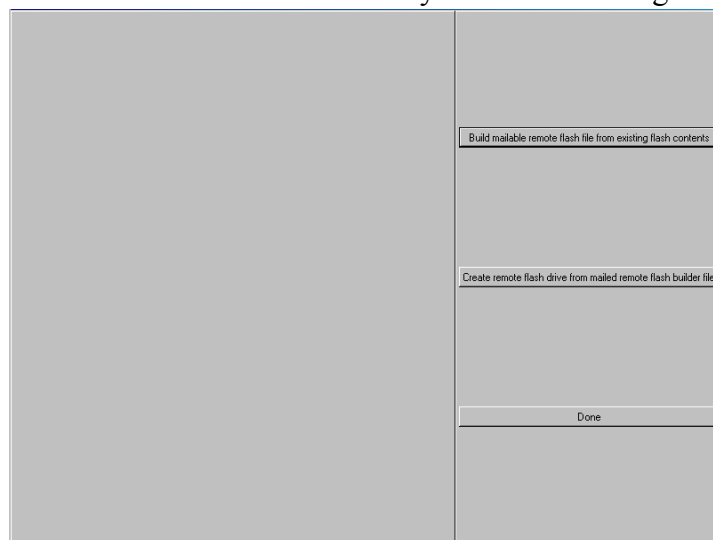 Build mailable remote flash file from existing flash contents
Create remote flash drive from mailed remote flash builder file
Done